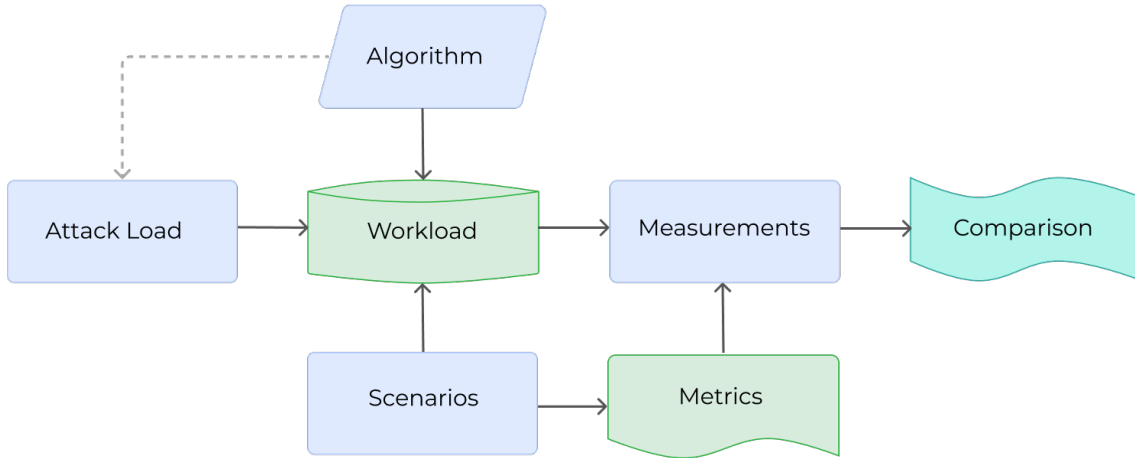 Algorithm
Attack Load
Workload
Measurements
Comparison
Scenarios
Metrics